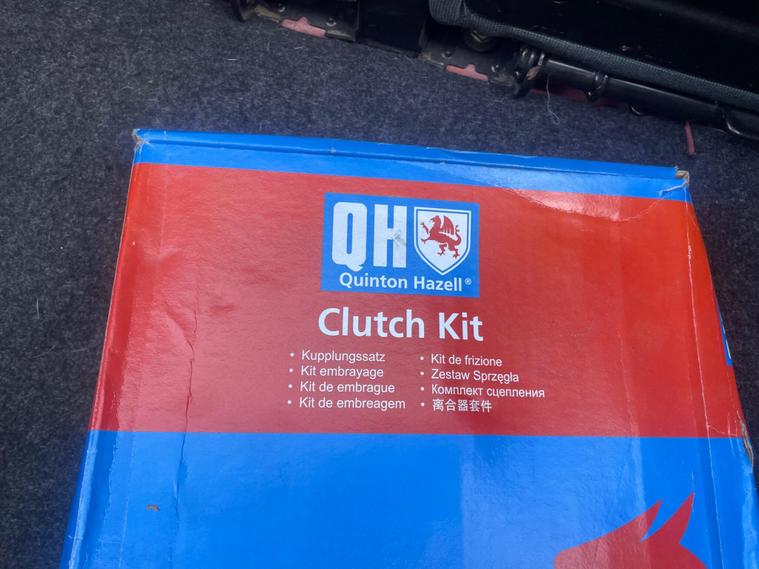 QH
Quinton Hazell®
Clutch Kit
• Kupplungssatz
• Kit embrayage
• Kit de embrague
• Kit de embreagem
• Kit de frizione
• Zestaw Sprzęgła
• Комплект сцепления
• 离合器套件